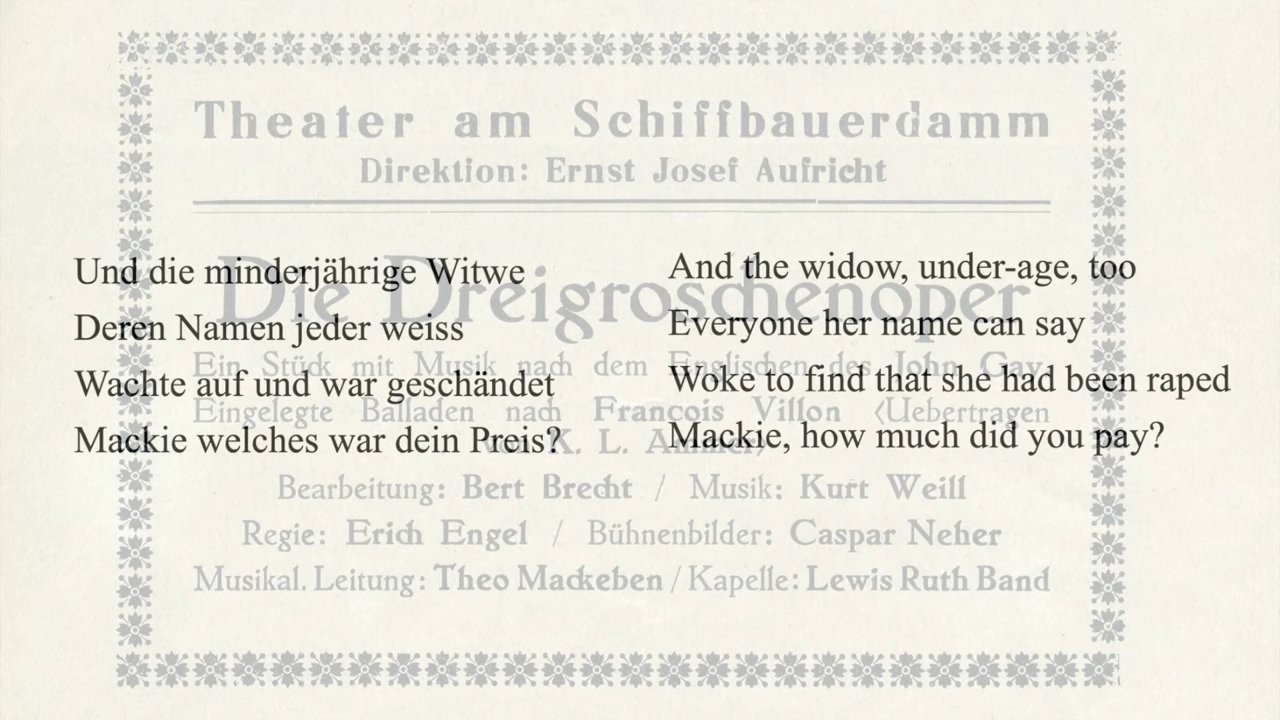 Theater am Schiffbauerdamm
Direktion: Ernst Josef Aufricht
Die Dreigroschenoper
Und die minderjährige Witwe
Deren Namen jeder weiss
Wachte auf und war geschändet
Mackie welches war dein Preis?
And the widow, under-age, too
Everyone her name can say
Woke to find that she had been raped
Mackie, how much did you pay?
Ein Stück mit Musik nach dem Englischen des John Gay.
Eingelegte Balladen nach François Villon (Uebertragen
K. L.
Bearbeitung: Bert Brecht / Musik: Kurt Weill
Regie: Erich Engel / Bühnenbilder: Caspar Neher
Musikal. Leitung: Theo Mackeben / Kapelle: Lewis Ruth Band